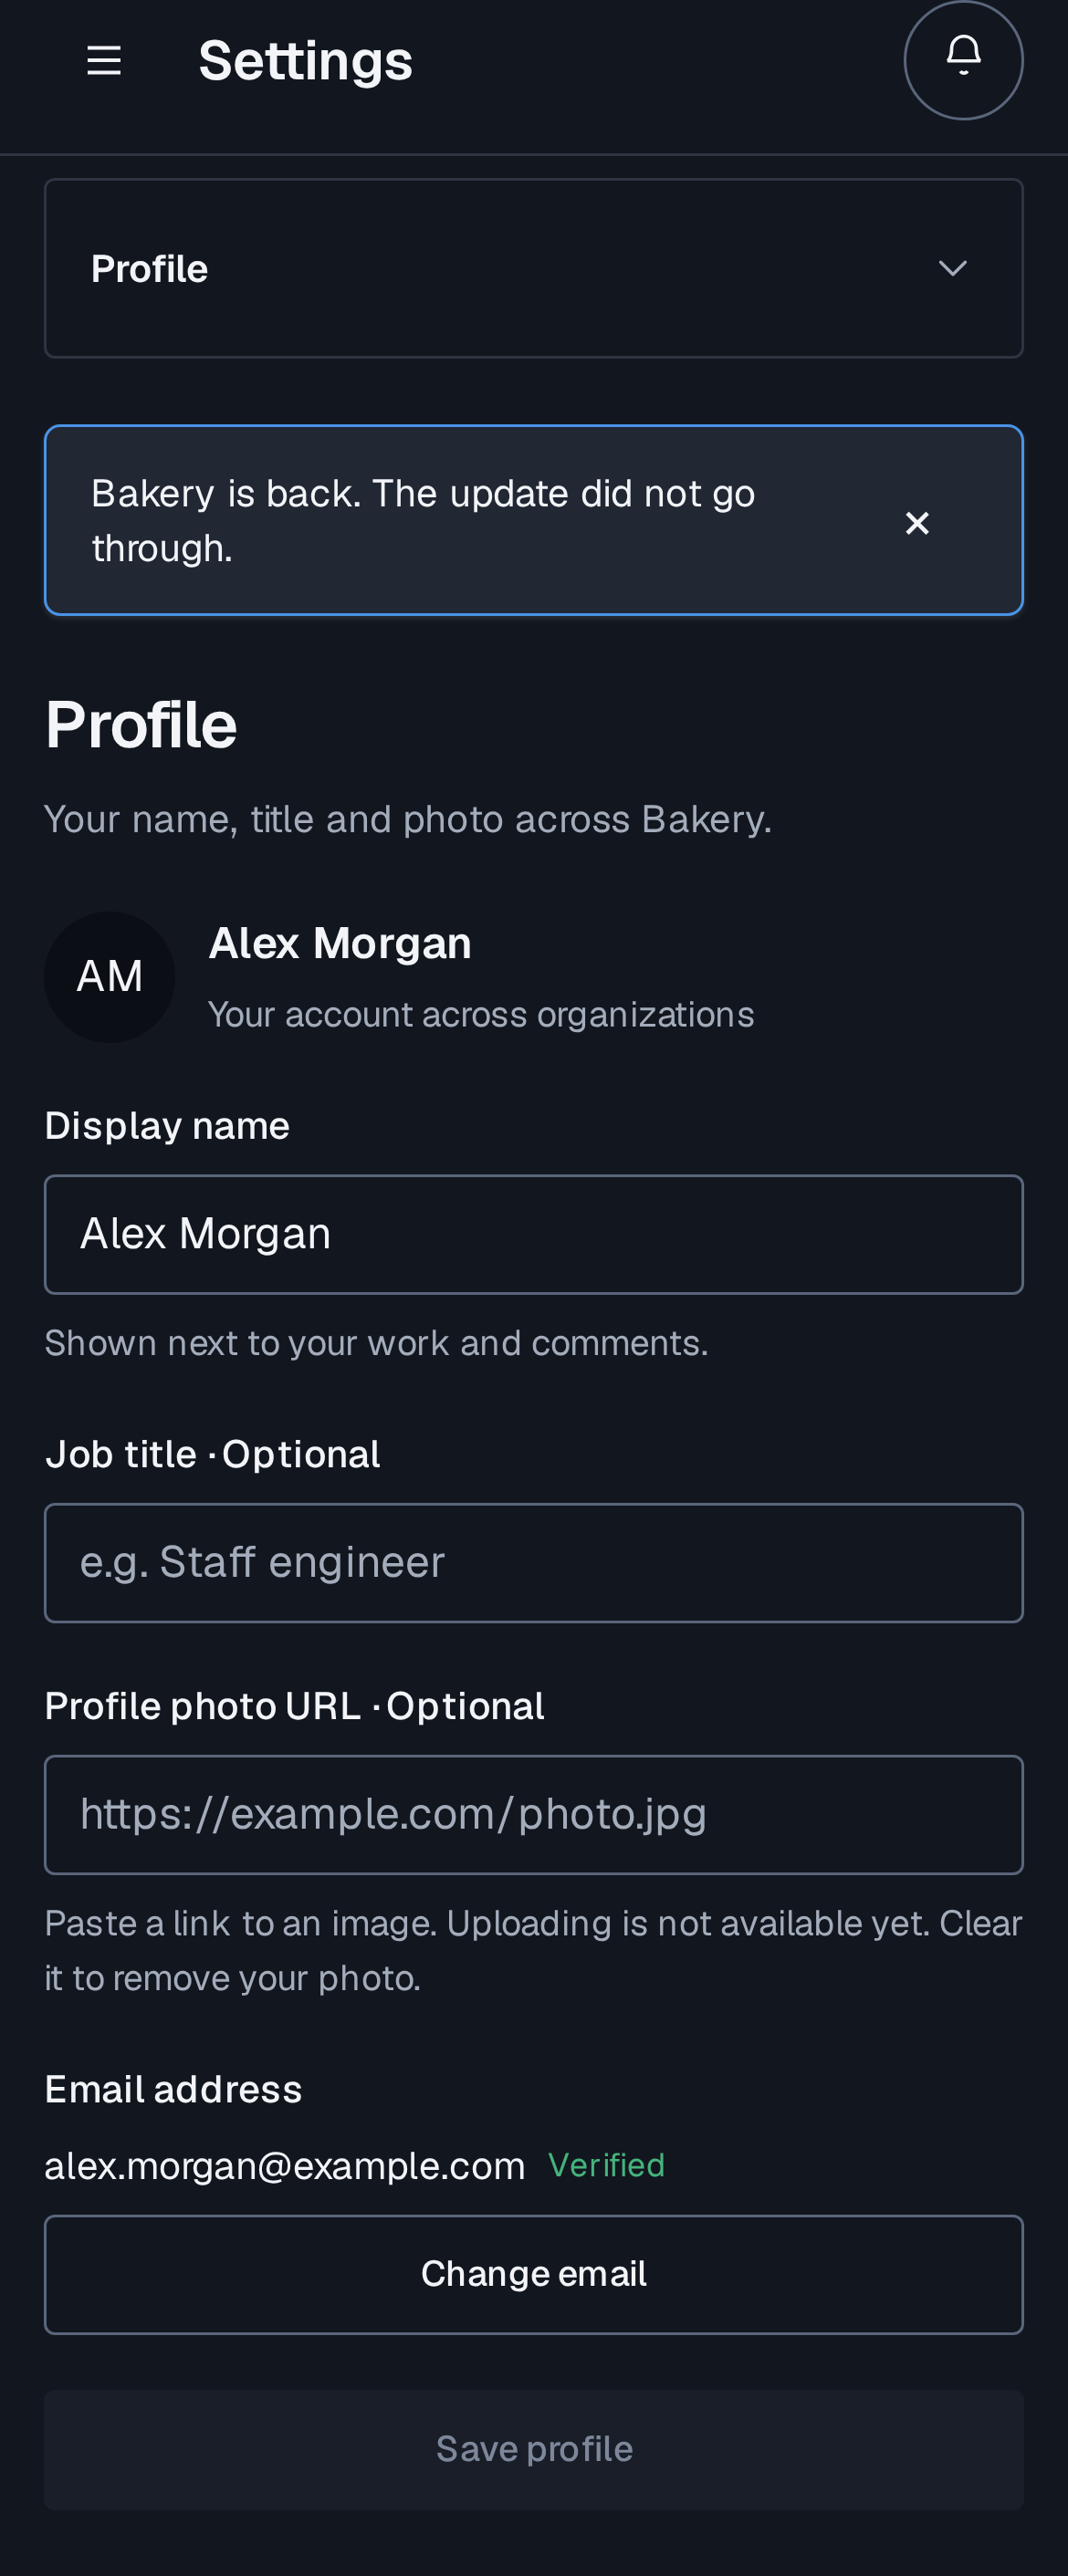 Settings
Profile
Bakery is back. The update did not go
through.
Profile
Your name, title and photo across Bakery.
AM
Alex Morgan
Your account across organizations
Display name
Alex Morgan
Shown next to your work and comments.
Job title · Optional
e.g. Staff engineer
Profile photo URL · Optional
https://example.com/photo.jpg
Paste a link to an image. Uploading is not available yet. Clear
it to remove your photo.
Email address
alex.morgan@example.com Verified
Change email
Save profile